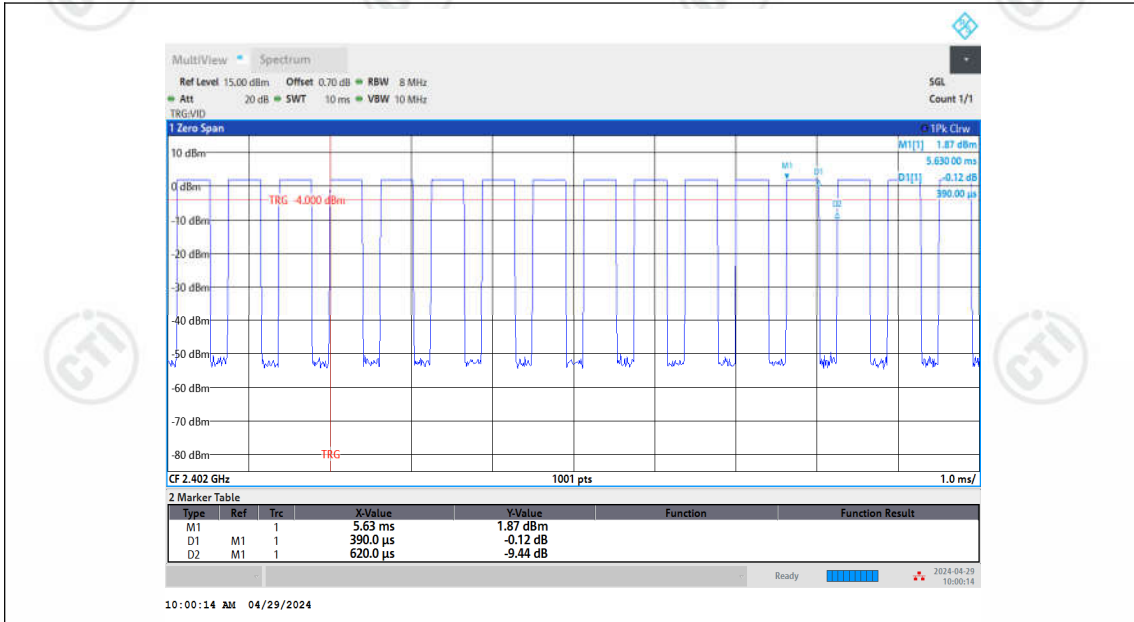 MultiView Spectrum
Ref Level 15.00 dBm Offset 0.70 dB RBW 8 MHz SGL
Att 20 dB SWT 10 ms VBW 10 MHz Count 1/1
TRG:VID
1 Zero Span 1Pk Clrw
M1[1] 1.87 dBm
5.630 00 ms
D1[1] -0.12 dB
390.00 µs
10 dBm
M1
D1
0 dBm
TRG -4.000 dBm
D2
-10 dBm
-20 dBm
-30 dBm
-40 dBm
-50 dBm
-60 dBm
-70 dBm
-80 dBm
TRG
CF 2.402 GHz 1001 pts 1.0 ms/
2 Marker Table
Type Ref Trc X-Value Y-Value Function Function Result
M1 1 5.63 ms 1.87 dBm
D1 M1 1 390.0 µs -0.12 dB
D2 M1 1 620.0 µs -9.44 dB
Ready 2024-04-29
10:00:14
10:00:14 AM 04/29/2024
CTI
CTI